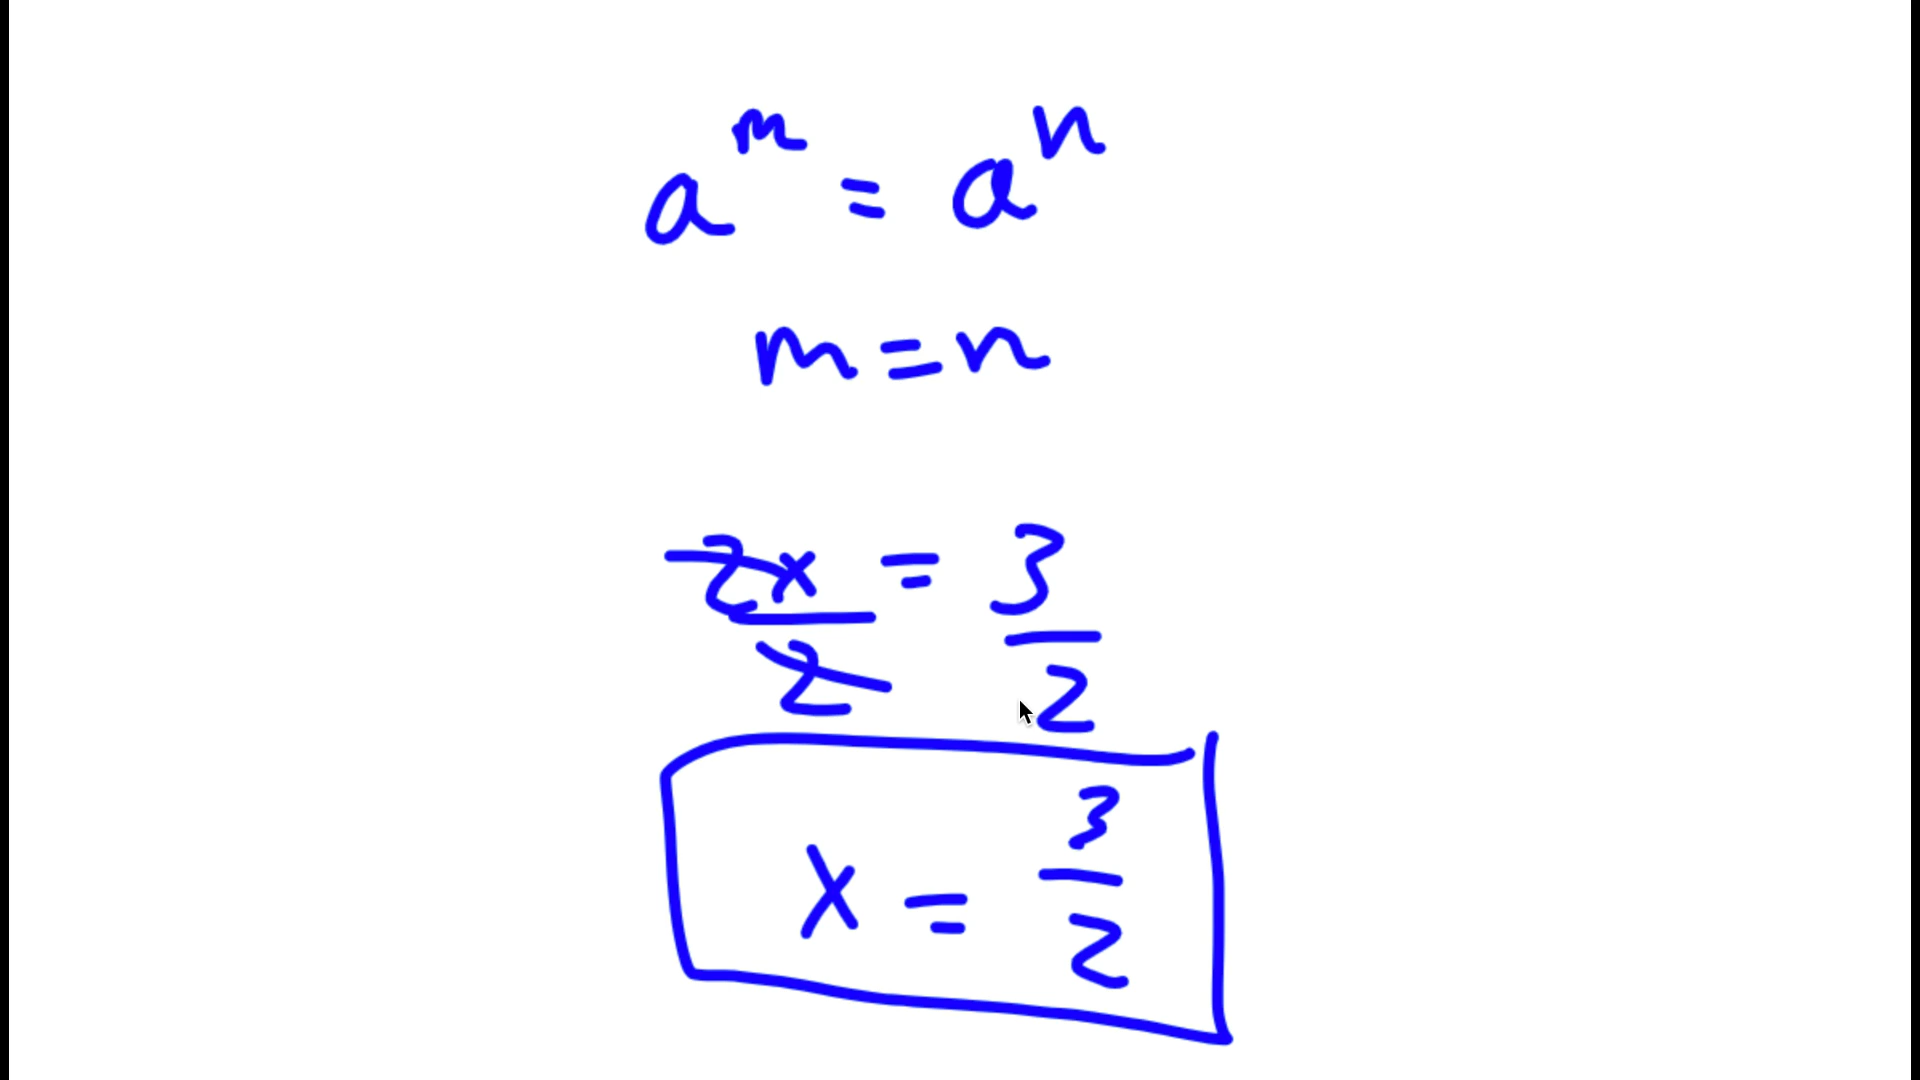 a^m = a^n
m = n
2x = 3
2 2
x = 3
2